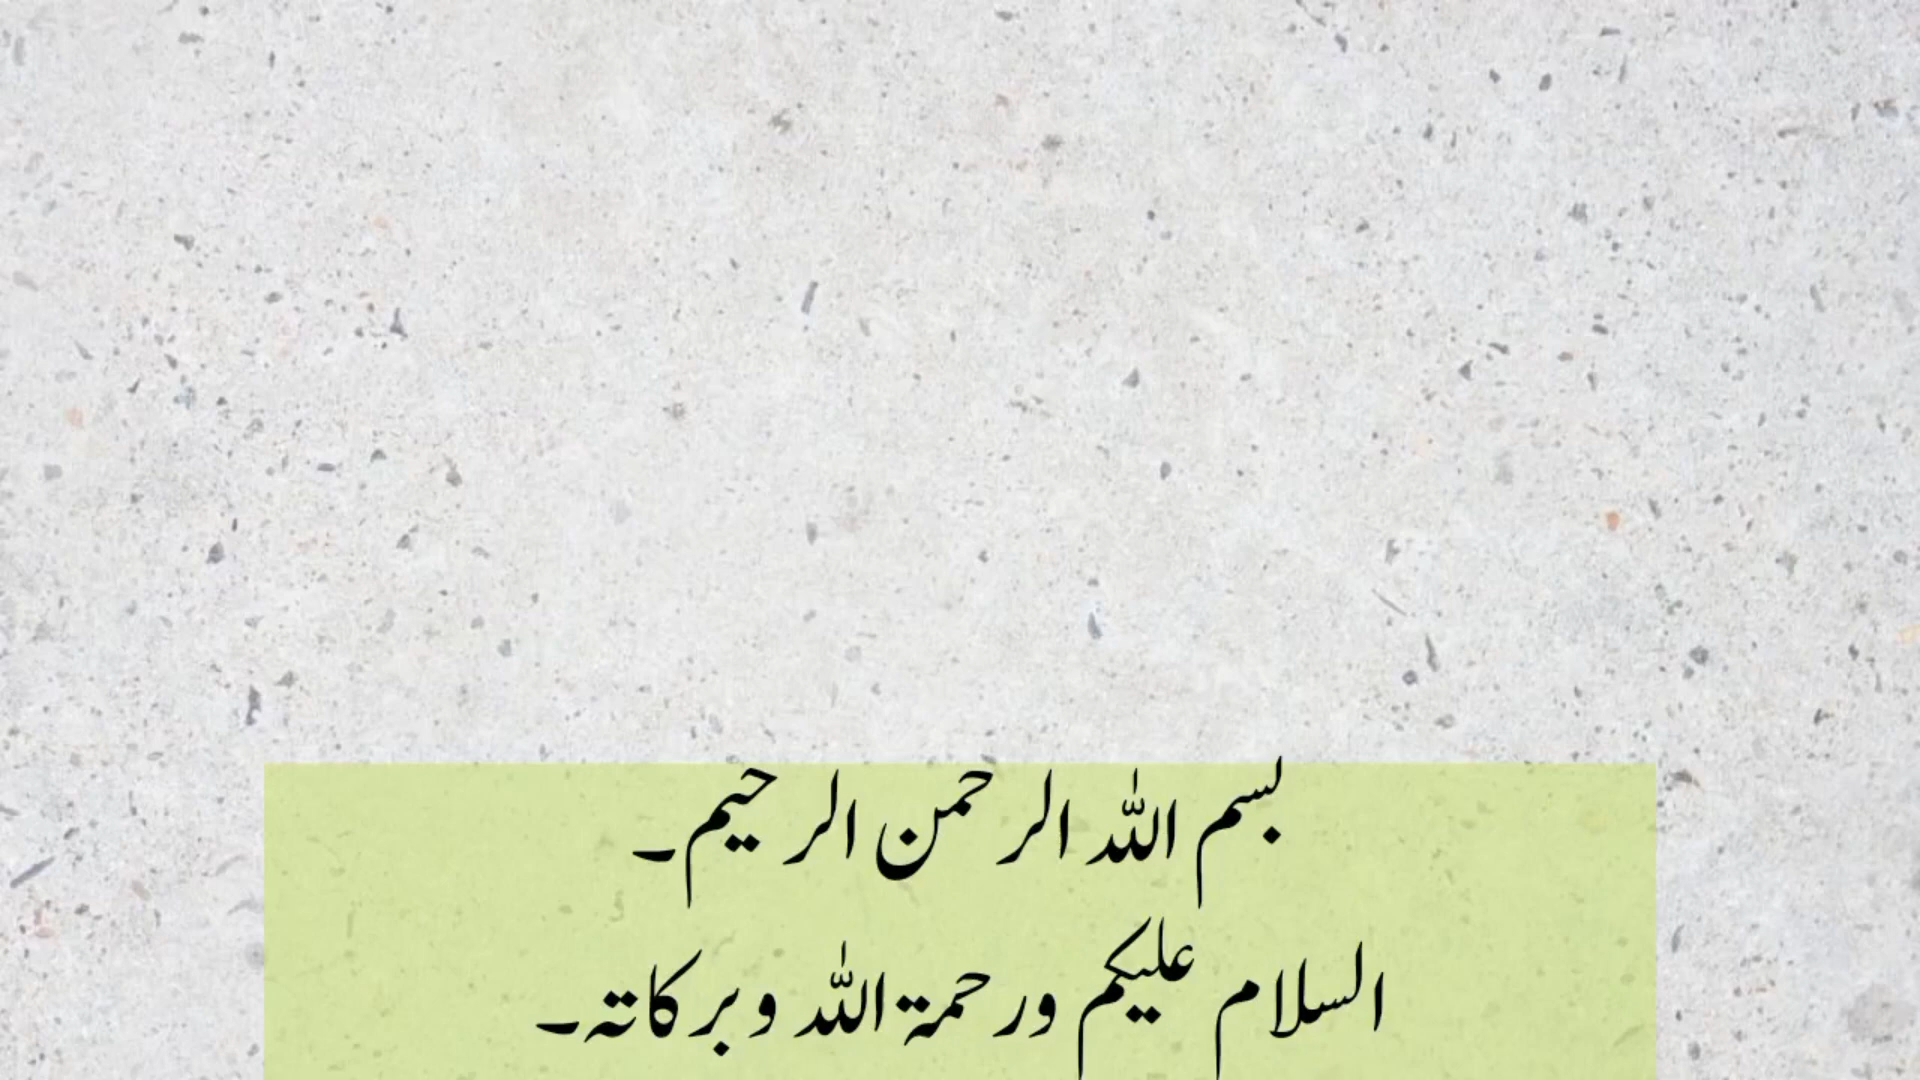 بسم اللہ الرحمن الرحیم۔
السلام علیکم ورحمۃ اللہ وبرکاتہ۔